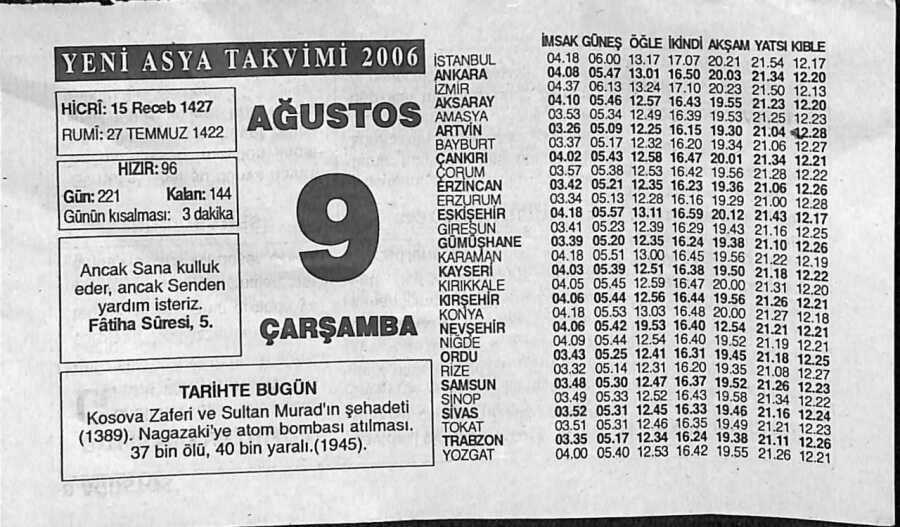 YENİ ASYA TAKVİMİ 2006
HİCRÎ: 15 Receb 1427
RUMÎ: 27 TEMMUZ 1422
HIZIR: 96
Gün: 221 Kalan: 144
Günün kısalması: 3 dakika
Ancak Sana kulluk
eder, ancak Senden
yardım isteriz.
Fâtiha Sûresi, 5.
AĞUSTOS
9
ÇARŞAMBA
TARİHTE BUGÜN
Kosova Zaferi ve Sultan Murad'ın şehadeti
(1389). Nagazaki'ye atom bombası atılması.
37 bin ölü, 40 bin yaralı.(1945).
İMSAK GÜNEŞ ÖĞLE İKİNDİ AKŞAM YATSI KIBLE
İSTANBUL 04.18 06.00 13.17 17.07 20.21 21.54 12.17
ANKARA 04.08 05.47 13.01 16.50 20.03 21.34 12.20
İZMİR 04.37 06.13 13.24 17.10 20.23 21.50 12.13
AKSARAY 04.10 05.46 12.57 16.43 19.55 21.23 12.20
AMASYA 03.53 05.34 12.49 16.39 19.53 21.25 12.23
ARTVİN 03.26 05.09 12.25 16.15 19.30 21.04 12.28
BAYBURT 03.37 05.17 12.32 16.20 19.34 21.06 12.27
ÇANKIRI 04.02 05.43 12.58 16.47 20.01 21.34 12.21
ÇORUM 03.57 05.38 12.53 16.42 19.56 21.28 12.22
ERZİNCAN 03.42 05.21 12.35 16.23 19.36 21.06 12.26
ERZURUM 03.34 05.13 12.28 16.16 19.29 21.00 12.28
ESKİŞEHİR 04.18 05.57 13.11 16.59 20.12 21.43 12.17
GİRESUN 03.41 05.23 12.39 16.29 19.43 21.16 12.25
GÜMÜŞHANE 03.39 05.20 12.35 16.24 19.38 21.10 12.26
KARAMAN 04.18 05.51 13.00 16.45 19.56 21.22 12.19
KAYSERİ 04.03 05.39 12.51 16.38 19.50 21.18 12.22
KIRIKKALE 04.05 05.45 12.59 16.47 20.00 21.31 12.20
KIRŞEHİR 04.06 05.44 12.56 16.44 19.56 21.26 12.21
KONYA 04.18 05.53 13.03 16.48 20.00 21.27 12.18
NEVŞEHİR 04.06 05.42 19.53 16.40 12.54 21.21 12.21
NİĞDE 04.09 05.44 12.54 16.40 19.52 21.19 12.21
ORDU 03.43 05.25 12.41 16.31 19.45 21.18 12.25
RİZE 03.32 05.14 12.31 16.20 19.35 21.08 12.27
SAMSUN 03.48 05.30 12.47 16.37 19.52 21.26 12.23
SİNOP 03.49 05.33 12.52 16.43 19.58 21.34 12.22
SİVAS 03.52 05.31 12.45 16.33 19.46 21.16 12.24
TOKAT 03.51 05.31 12.46 16.35 19.49 21.21 12.23
TRABZON 03.35 05.17 12.34 16.24 19.38 21.11 12.26
YOZGAT 04.00 05.40 12.53 16.42 19.55 21.26 12.21